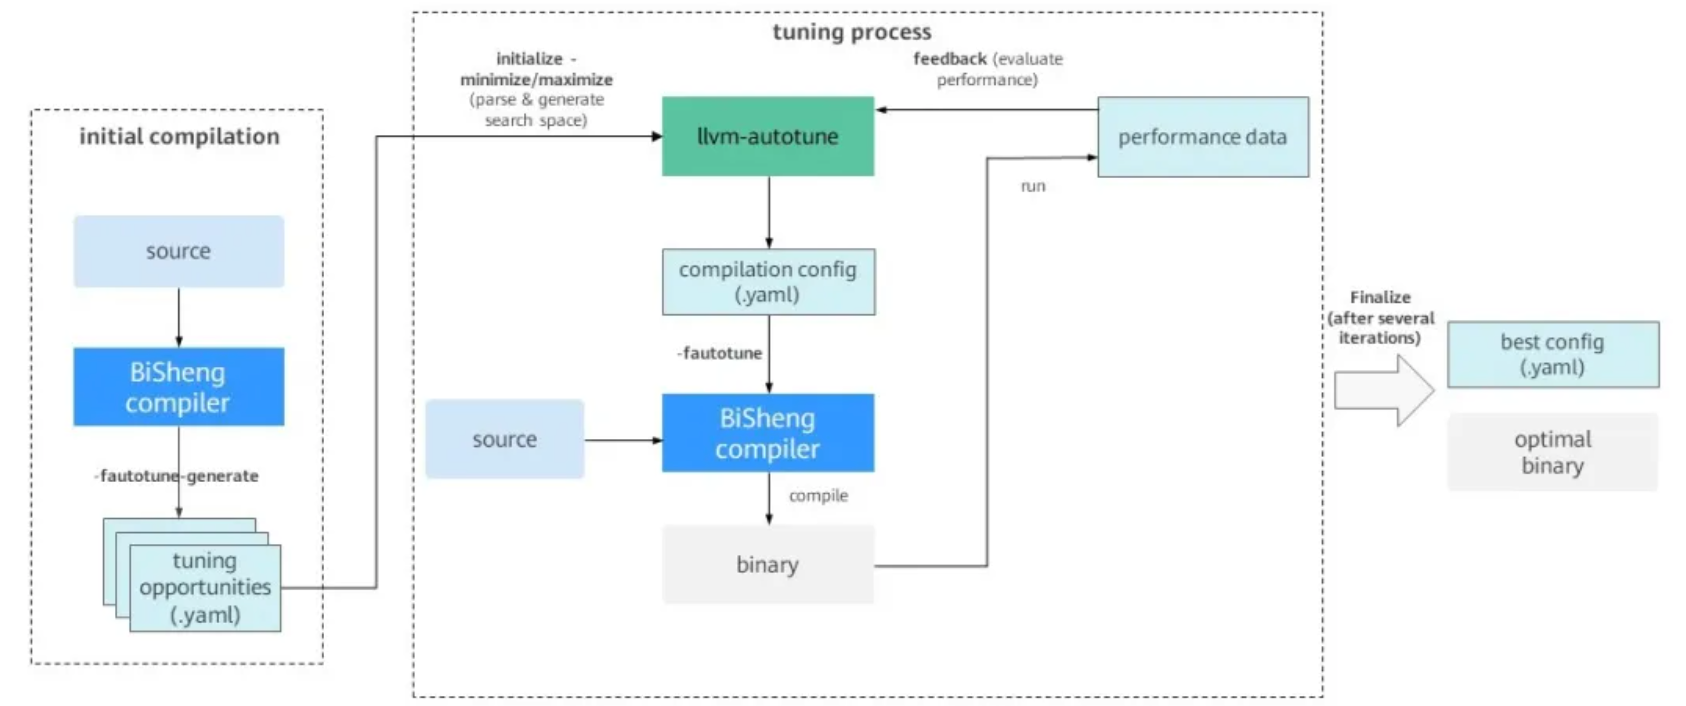 initial compilation
source
BiSheng
compiler
-fautotune-generate
tuning
opportunities
(.yaml)
tuning process
initialize -
minimize/maximize
(parse & generate
search space)
feedback (evaluate
performance)
llvm-autotune
performance data
run
compilation config
(.yaml)
-fautotune
source
BiSheng
compiler
compile
binary
Finalize
(after several
iterations)
best config
(.yaml)
optimal
binary